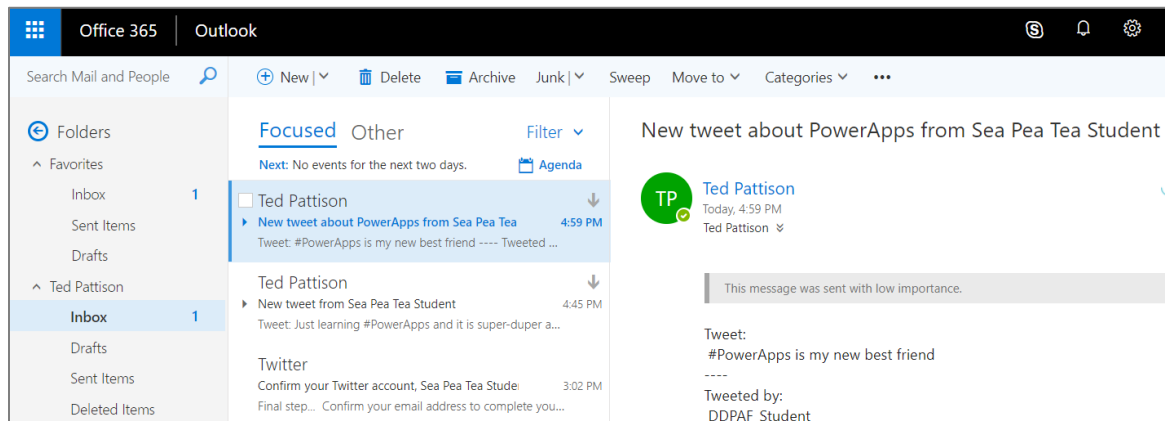 Office 365 Outlook
Search Mail and People
New Delete Archive Junk Sweep Move to Categories •••
Folders
Favorites
Inbox 1
Sent Items
Drafts
Ted Pattison
Inbox 1
Drafts
Sent Items
Deleted Items
Focused Other Filter
Next: No events for the next two days. Agenda
Ted Pattison
New tweet about PowerApps from Sea Pea Tea 4:59 PM
Tweet: #PowerApps is my new best friend ---- Tweeted ...
Ted Pattison
New tweet from Sea Pea Tea Student 4:45 PM
Tweet: Just learning #PowerApps and it is super-duper a...
Twitter
Confirm your Twitter account, Sea Pea Tea Stude 3:02 PM
Final step... Confirm your email address to complete you...
New tweet about PowerApps from Sea Pea Tea Student
TP
Ted Pattison
Today, 4:59 PM
Ted Pattison
This message was sent with low importance.
Tweet:
#PowerApps is my new best friend
----
Tweeted by:
DDPAF_Student